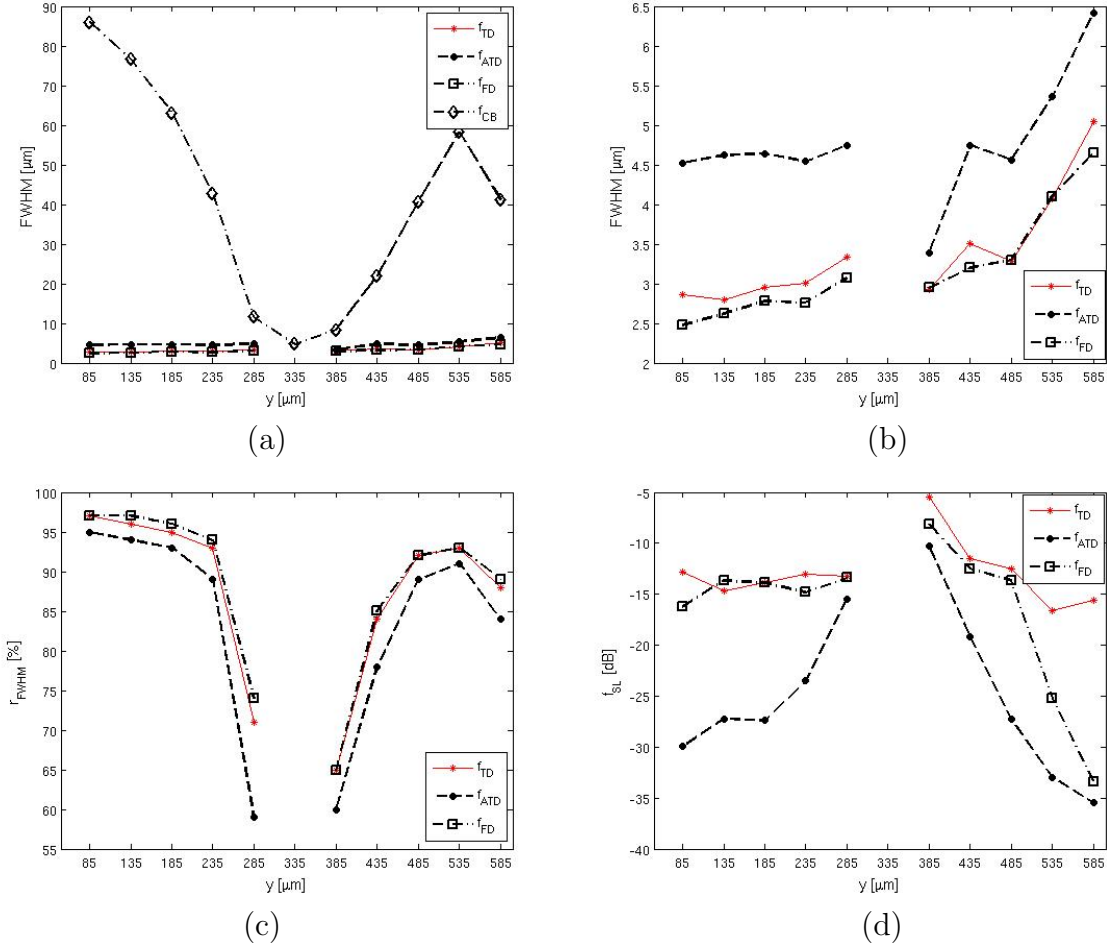 90
80
70
60
50
40
30
20
10
0
FWHM [μm]
f_TD
f_ATD
f_FD
f_CB
85 135 185 235 285 335 385 435 485 535 585
y [μm]
(a)
6.5
6
5.5
5
4.5
4
3.5
3
2.5
2
FWHM [μm]
f_TD
f_ATD
f_FD
85 135 185 235 285 335 385 435 485 535 585
y [μm]
(b)
100
95
90
85
80
75
70
65
60
55
r_FWHM [%]
f_TD
f_ATD
f_FD
85 135 185 235 285 335 385 435 485 535 585
y [μm]
(c)
-5
-10
-15
-20
-25
-30
-35
-40
f_SL [dB]
f_TD
f_ATD
f_FD
85 135 185 235 285 335 385 435 485 535 585
y [μm]
(d)